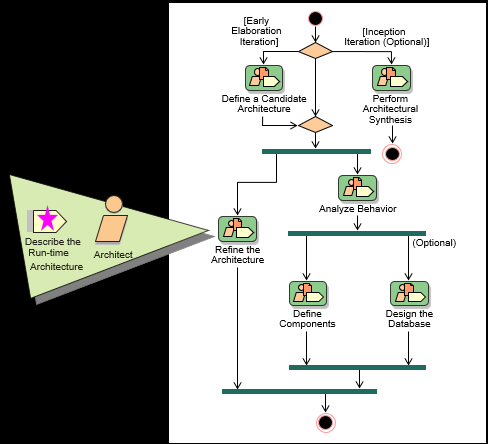 [Early
Elaboration
Iteration]
[Inception
Iteration (Optional)]
Define a Candidate
Architecture
Perform
Architectural
Synthesis
Analyze Behavior
(Optional)
Describe the
Run-time
Architecture
Architect
Refine the
Architecture
Define
Components
Design the
Database